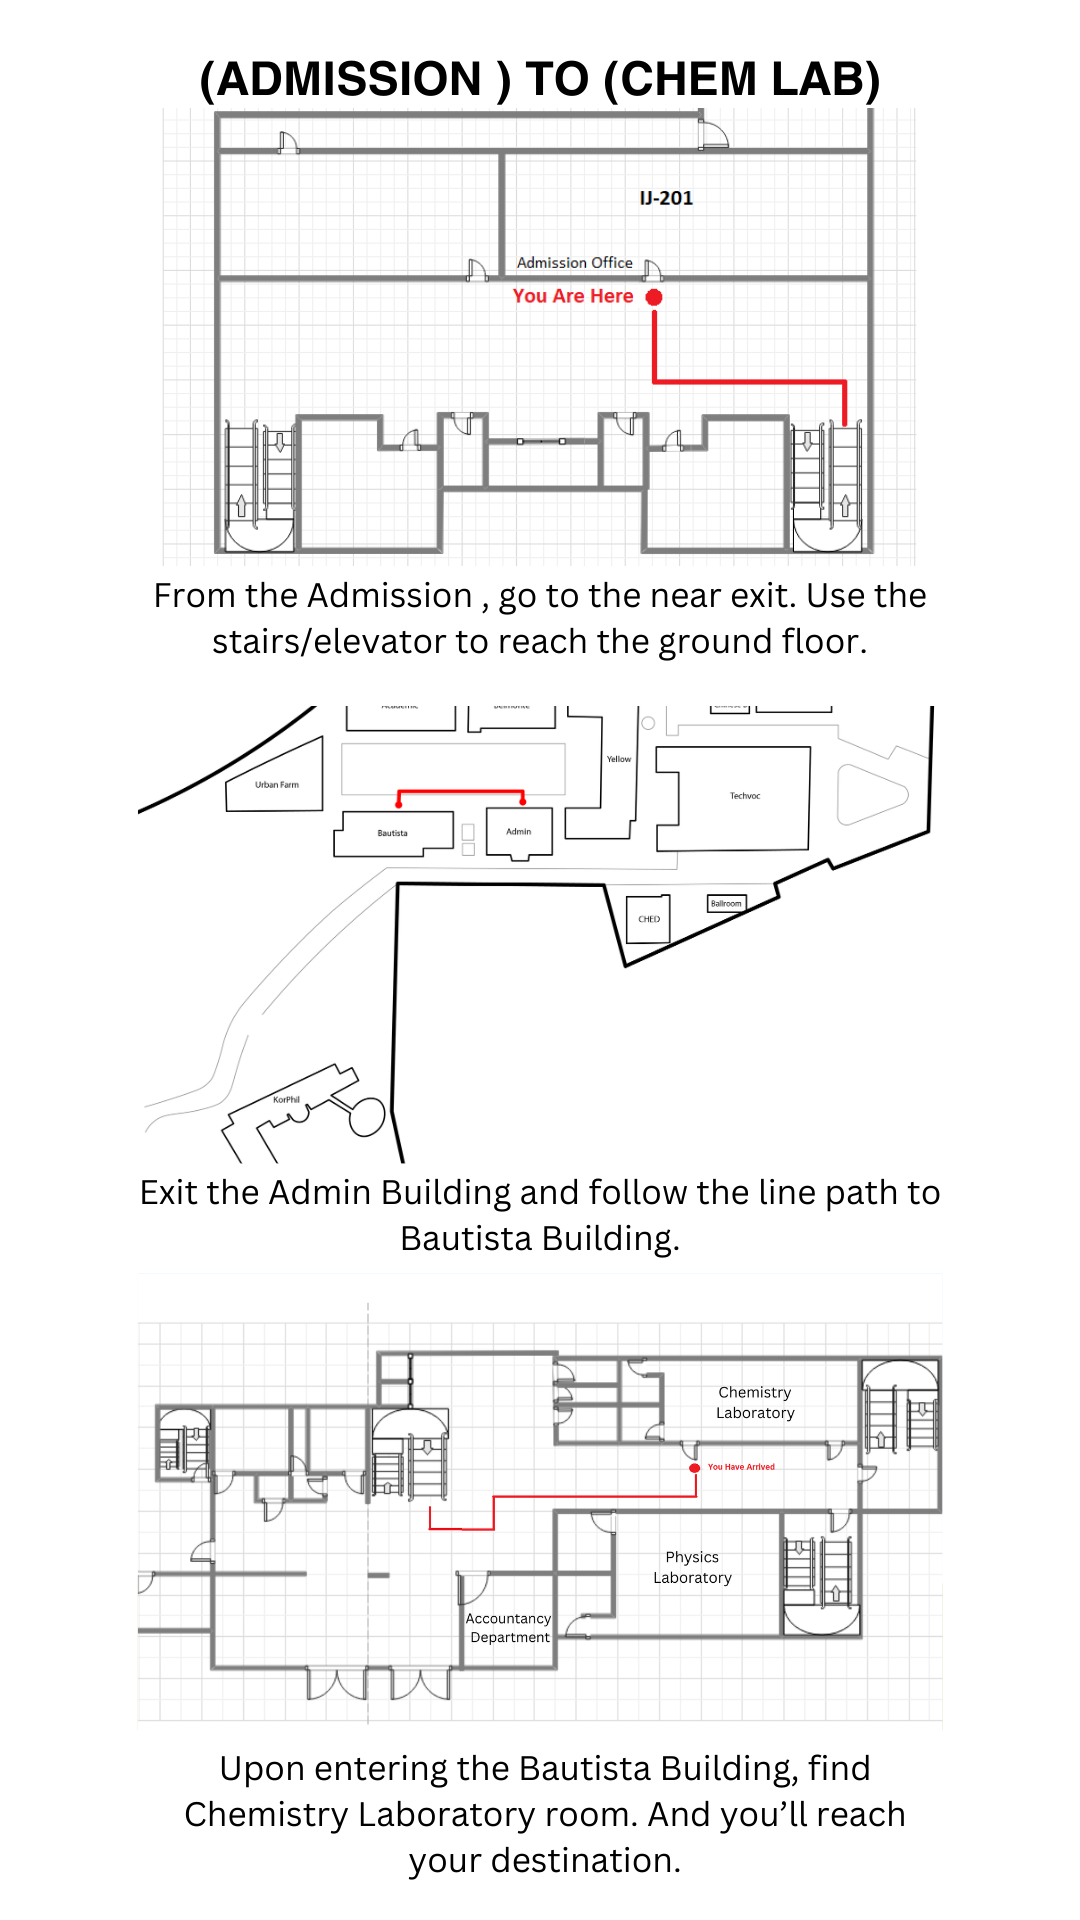 (ADMISSION ) TO (CHEM LAB)
IJ-201
Admission Office
You Are Here
From the Admission , go to the near exit. Use the
stairs/elevator to reach the ground floor.
Academic
Belmonte
Yellow
Urban Farm
Techvoc
Bautista
Admin
Ballroom
CHED
KorPhil
Exit the Admin Building and follow the line path to
Bautista Building.
Chemistry
Laboratory
You Have Arrived
Physics
Laboratory
Accountancy
Department
Upon entering the Bautista Building, find
Chemistry Laboratory room. And you’ll reach
your destination.